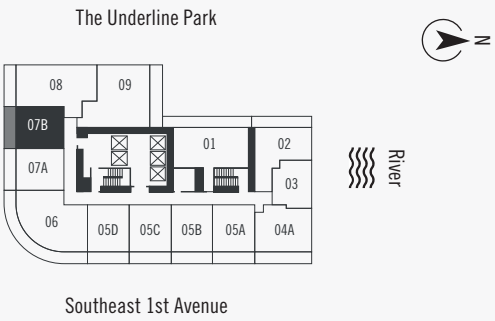 The Underline Park
N
08
09
07B
01
02
River
07A
03
06
05D
05C
05B
05A
04A
Southeast 1st Avenue